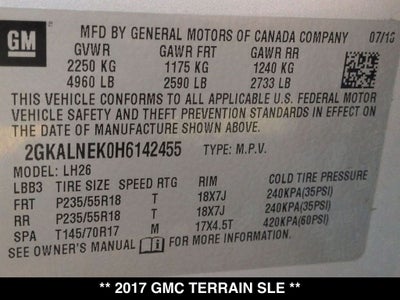 GM
MFD BY GENERAL MOTORS OF CANADA COMPANY 07/16
GVWR GAWR FRT GAWR RR
2250 KG 1175 KG 1240 KG
4960 LB 2590 LB 2733 LB
THIS VEHICLE CONFORMS TO ALL APPLICABLE U.S. FEDERAL MOTOR
VEHICLE SAFETY AND THEFT PREVENTION STANDARDS IN EFFECT ON
THE DATE OF MANUFACTURE SHOWN ABOVE.
2GKALNEK0H6142455 TYPE: M.P.V.
MODEL: LH26
LBB3 TIRE SIZE SPEED RTG RIM COLD TIRE PRESSURE
FRT P235/55R18 T 18X7J 240KPA(35PSI)
RR P235/55R18 T 18X7J 240KPA(35PSI)
SPA T145/70R17 M 17X4.5T 420KPA(60PSI)
SEE OWNER'S MANUAL FOR MORE INFORMATION
** 2017 GMC TERRAIN SLE **